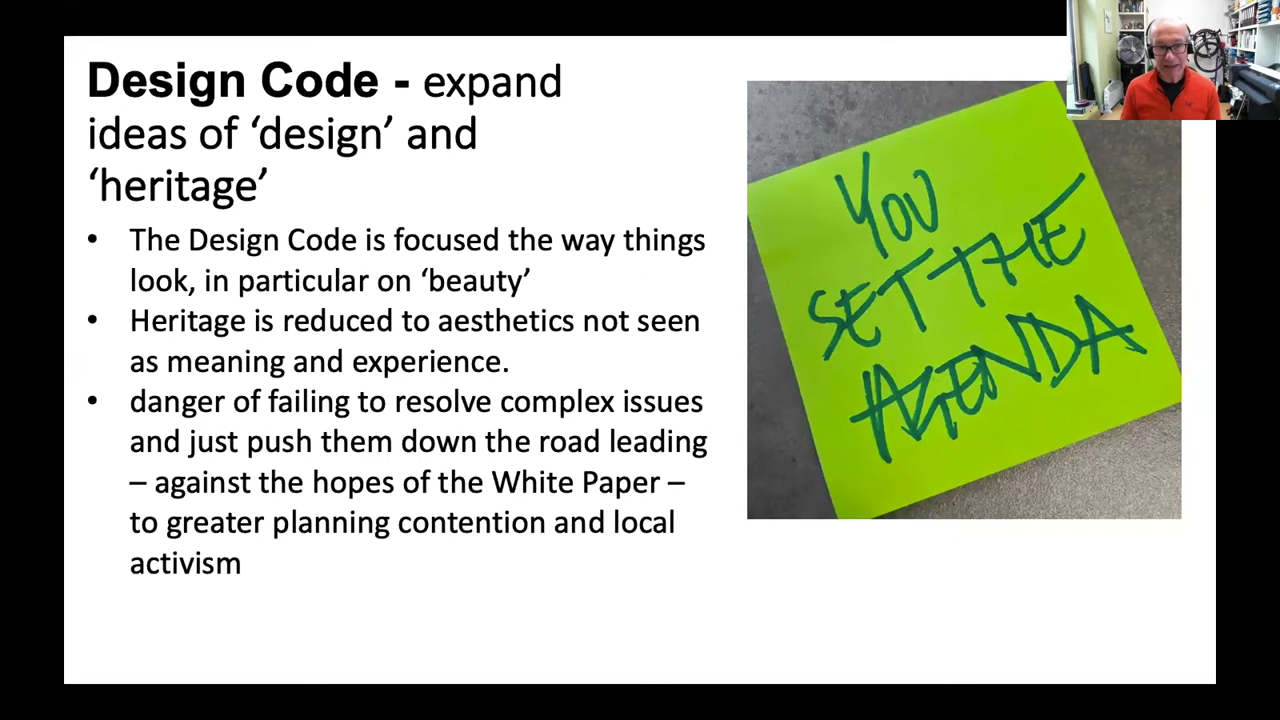 Design Code - expand
ideas of ‘design’ and
‘heritage’
• The Design Code is focused the way things
look, in particular on ‘beauty’
• Heritage is reduced to aesthetics not seen
as meaning and experience.
• danger of failing to resolve complex issues
and just push them down the road leading
– against the hopes of the White Paper –
to greater planning contention and local
activism
YOU
SET THE
AGENDA